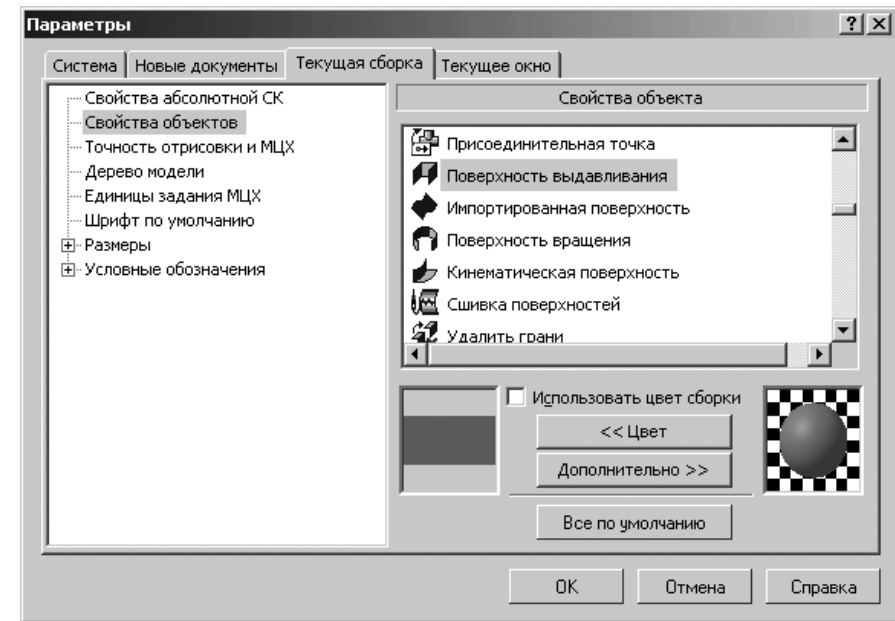 Параметры
Система
Новые документы
Текущая сборка
Текущее окно
Свойства абсолютной СК
Свойства объектов
Точность отрисовки и МЦХ
Дерево модели
Единицы задания МЦХ
Шрифт по умолчанию
Размеры
Условные обозначения
Свойства объекта
Присоединительная точка
Поверхность выдавливания
Импортированная поверхность
Поверхность вращения
Кинематическая поверхность
Сшивка поверхностей
Удалить грани
Использовать цвет сборки
<< Цвет
Дополнительно >>
Все по умолчанию
OK
Отмена
Справка